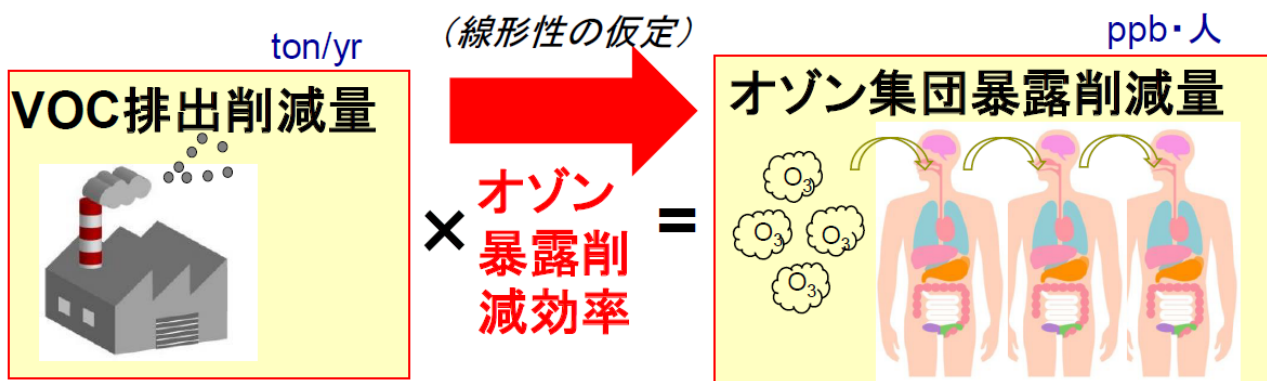 ton/yr
(線形性の仮定)
ppb・人
VOC排出削減量
×
オゾン
暴露削
減効率
=
オゾン集団暴露削減量
O3
O3
O3
O3